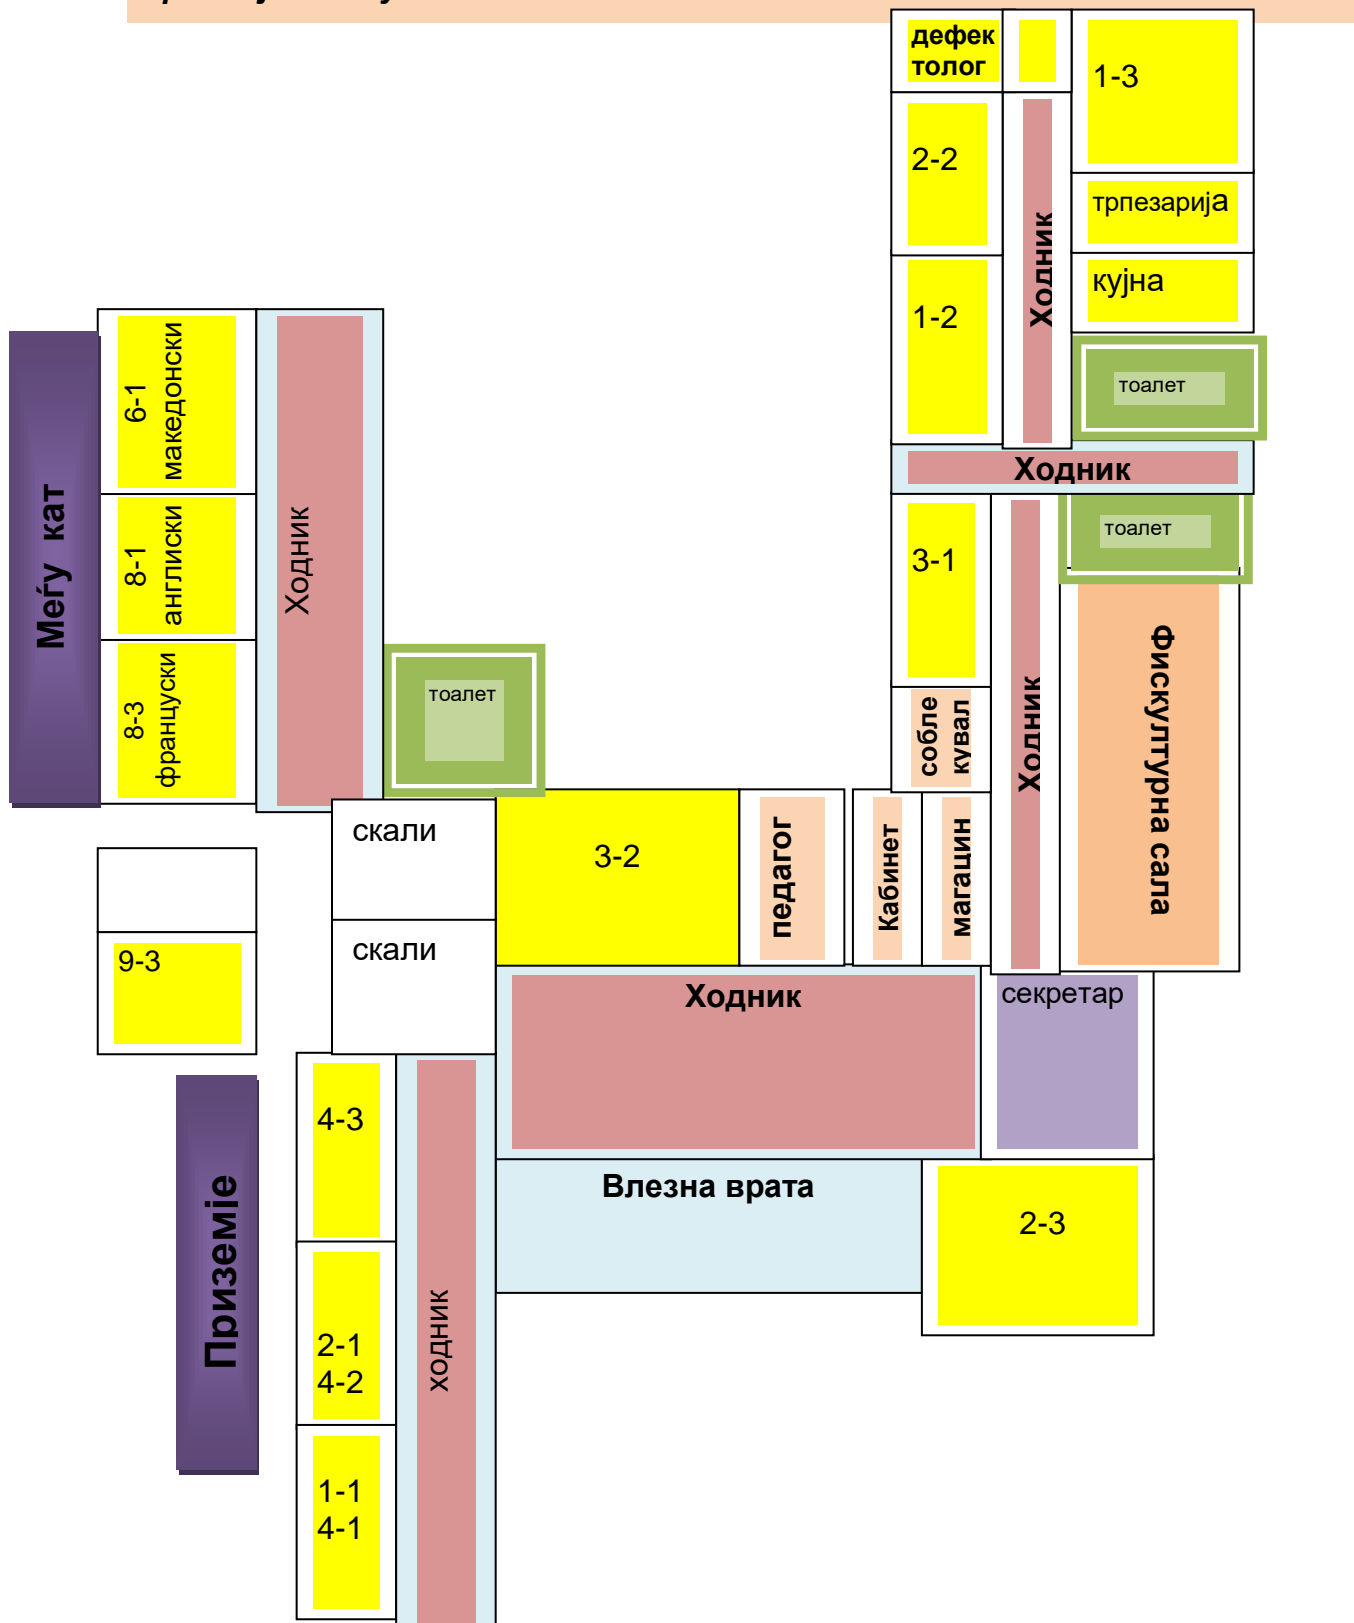 дефек
толог
1-3
2-2
трпезарија
Ходник
кујна
1-2
тоалет
Ходник
тоалет
3-1
Ходник
собле
кувал
Фискултурна сала
Меѓу кат
6-1
македонски
8-1
англиски
8-3
француски
Ходник
тоалет
скали
3-2
педагог
Кабинет
магацин
скали
9-3
Ходник
секретар
4-3
Влезна врата
2-3
Приземје
2-1
4-2
ходник
1-1
4-1